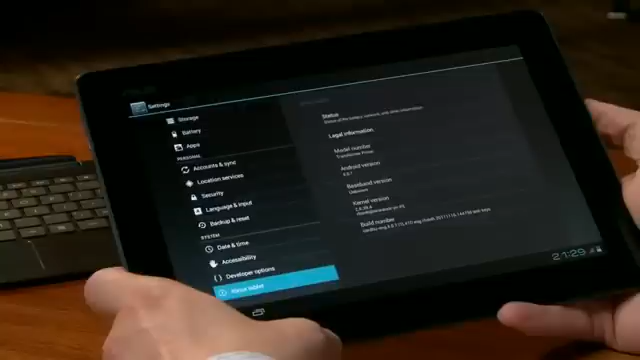 Settings
Storage
Battery
Apps
PERSONAL
Accounts & sync
Location services
Security
Language & input
Backup & reset
SYSTEM
Date & time
Accessibility
Developer options
About tablet
Status
Legal information
Model number
Transformer Prime
Android version
Baseband version
Unknown
Kernel version
Build number
21:29